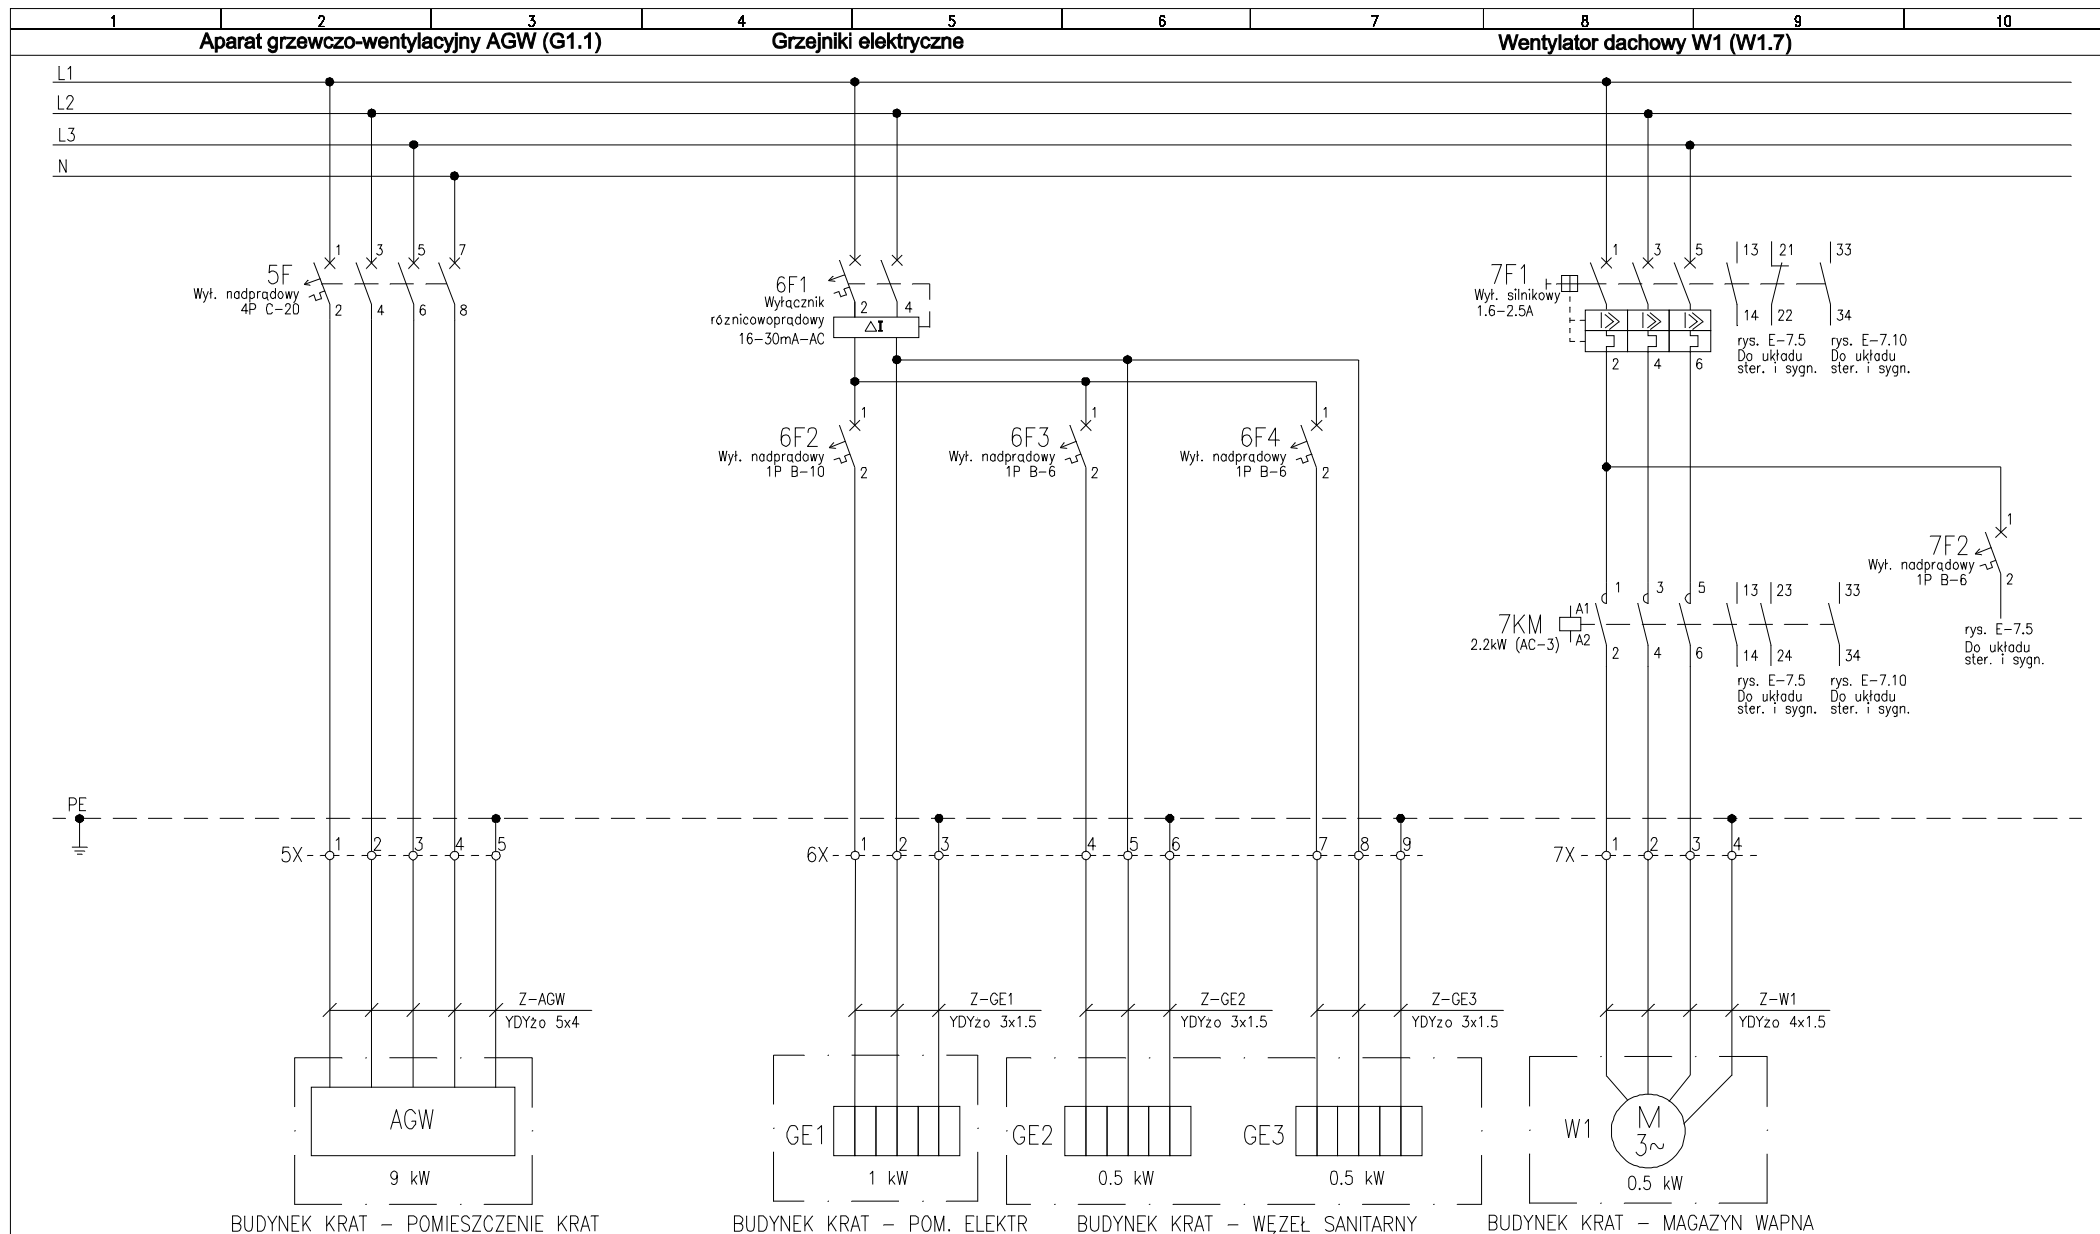 1 2 3 4 5 6 7 8 9 10
Aparat grzewczo-wentylacyjny AGW (G1.1)
Grzejniki elektryczne
Wentylator dachowy W1 (W1.7)
L1
L2
L3
N
1 3 5 7
5F
Wył. nadprądowy
4P C-20
2 4 6 8
6F1
Wyłącznik
róznicowoprądowy
16-30mA-AC
2 4
ΔI
1
6F2
Wył. nadprądowy
1P B-10
2
1
6F3
Wył. nadprądowy
1P B-6
2
1
6F4
Wył. nadprądowy
1P B-6
2
1 3 5 13 21 33
7F1
Wył. silnikowy
1.6-2.5A
I> I> I>
14 22 34
2 4 6
rys. E-7.5
Do układu
ster. i sygn.
rys. E-7.10
Do układu
ster. i sygn.
1
7F2
Wył. nadprądowy
1P B-6
2
rys. E-7.5
Do układu
ster. i sygn.
1 3 5 13 23 33
A1
7KM
2.2kW (AC-3)
A2
2 4 6 14 24 34
rys. E-7.5
Do układu
ster. i sygn.
rys. E-7.10
Do układu
ster. i sygn.
PE
5X 1 2 3 4 5
6X 1 2 3 4 5 6 7 8 9
7X 1 2 3 4
Z-AGW
YDYżo 5x4
Z-GE1
YDYzo 3x1.5
Z-GE2
YDYzo 3x1.5
Z-GE3
YDYzo 3x1.5
Z-W1
YDYzo 4x1.5
AGW
9 kW
GE1
1 kW
GE2
0.5 kW
GE3
0.5 kW
W1
M
3~
0.5 kW
BUDYNEK KRAT - POMIESZCZENIE KRAT
BUDYNEK KRAT - POM. ELEKTR
BUDYNEK KRAT - WĘZEŁ SANITARNY
BUDYNEK KRAT - MAGAZYN WAPNA